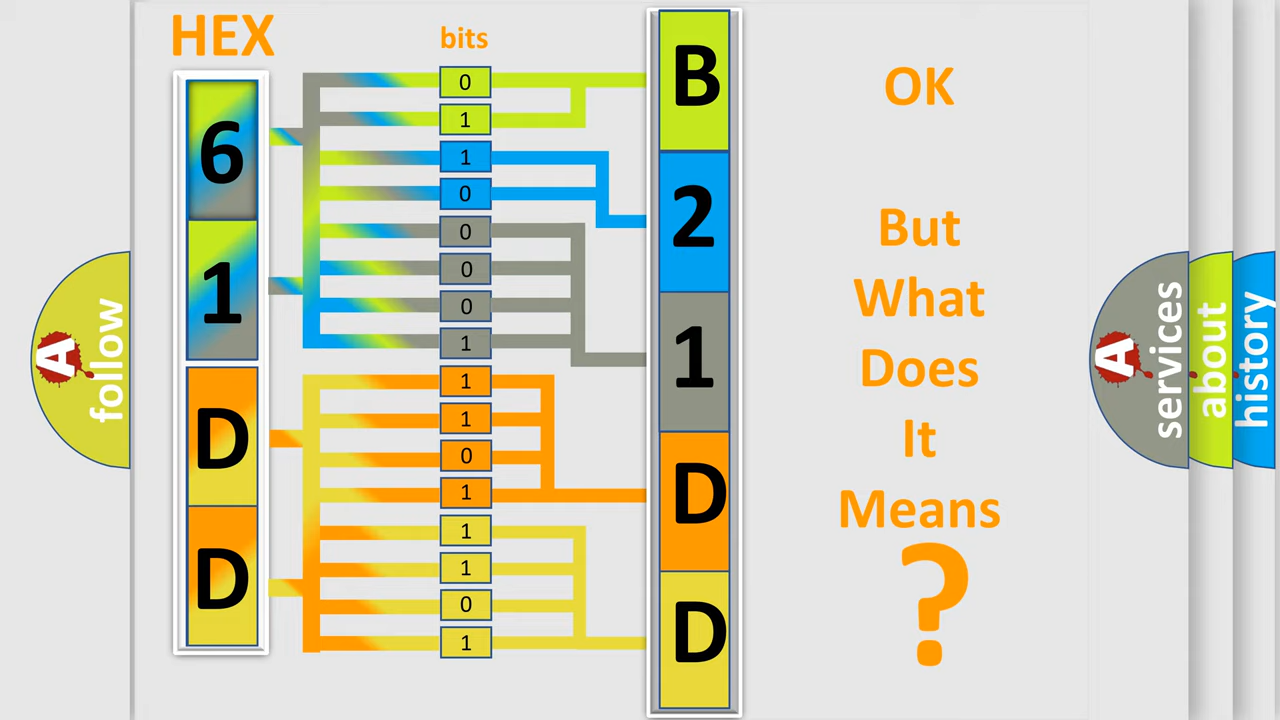 HEX
bits
6
1
D
D
0
1
1
0
0
0
0
1
1
1
0
1
1
1
0
1
B
2
1
D
D
OK
But
What
Does
It
Means
?
A
follow
A
services
about
history